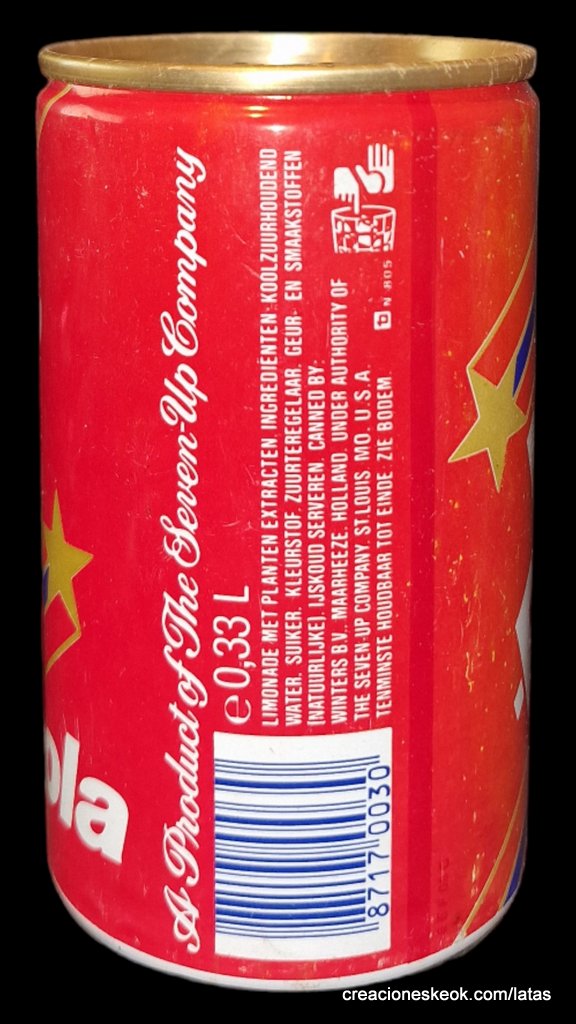 A Product of The Seven-Up Company
e 0,33 L
LIMONADE MET PLANTEN EXTRACTEN. INGREDIENTEN: KOOLZUURHOUDEND
WATER, SUIKER, KLEURSTOF, ZUURTEREGELAAR, GEUR- EN SMAAKSTOFFEN
(NATUURLIJKE). IJSKOUD SERVEREN. CANNED BY:
WINTERS B.V., MAARHEEZE, HOLLAND, UNDER AUTHORITY OF
THE SEVEN-UP COMPANY, ST. LOUIS, MO., U.S.A.
TENMINSTE HOUDBAAR TOT EINDE: ZIE BODEM.
N 805
8717 0030
ola
creacioneskeok.com/latas